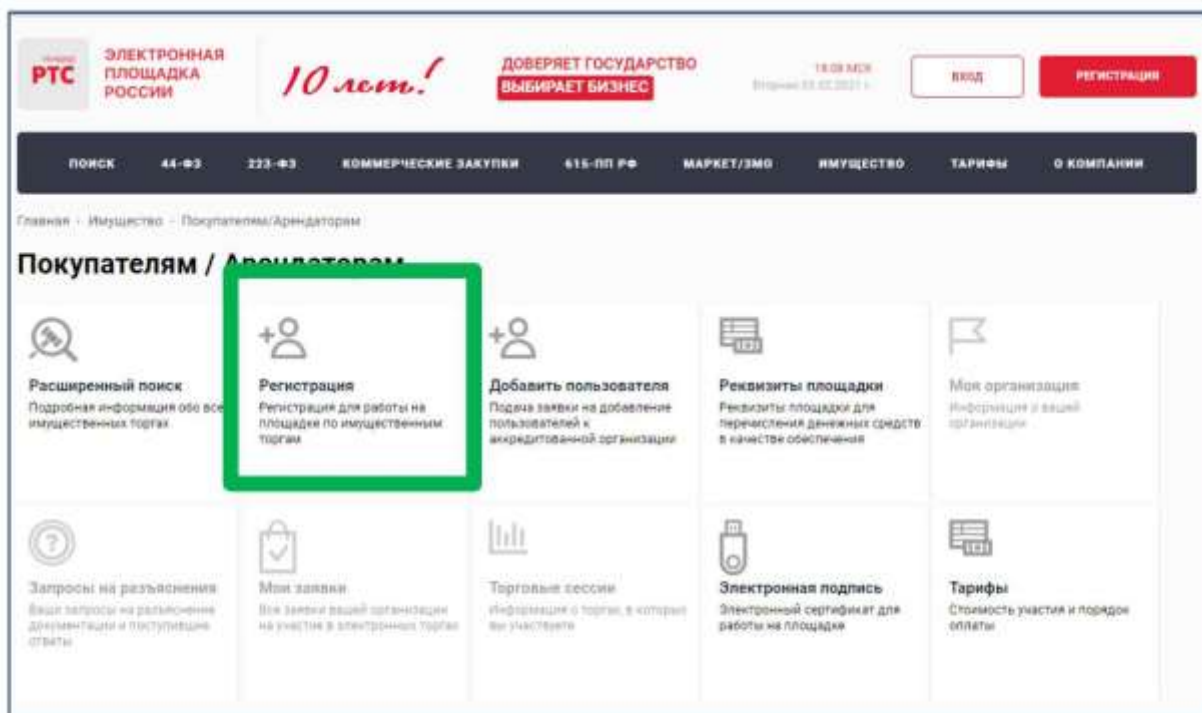 РТС
ЭЛЕКТРОННАЯ
ПЛОЩАДКА
РОССИИ
10 лет!
ДОВЕРЯЕТ ГОСУДАРСТВО
ВЫБИРАЕТ БИЗНЕС
ВХОД
РЕГИСТРАЦИЯ
ПОИСК 44-ФЗ 223-ФЗ КОММЕРЧЕСКИЕ ЗАКУПКИ 615-ПП РФ МАРКЕТ/ЗМО ИМУЩЕСТВО ТАРИФЫ О КОМПАНИИ
Главная - Имущество - Покупателям/Арендаторам
Покупателям / Арендаторам
Расширенный поиск
Подробная информация обо все
имущественных торгах
Регистрация
Регистрация для работы на
площадке по имущественным
торгам
Добавить пользователя
Подача заявки на добавление
пользователей к
аккредитованной организации
Реквизиты площадки
Реквизиты площадки для
перечисления денежных средств
в качестве обеспечения
Моя организация
Информация о вашей
организации
Запросы на разъяснения
Ваши запросы на разъяснение
документации и поступившие
ответы
Мои заявки
Все заявки вашей организации
на участие в электронных торгах
Торговые сессии
Информация о торгах, в которых
вы участвуете
Электронная подпись
Электронный сертификат для
работы на площадке
Тарифы
Стоимость участия и порядок
оплаты